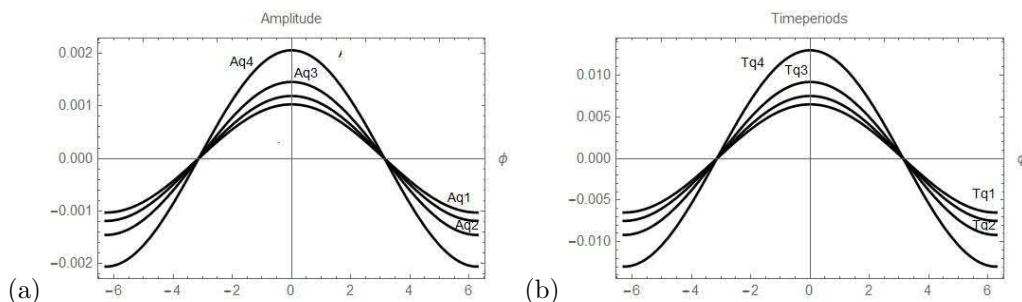 Amplitude
0.002
0.001
0.000
−0.001
−0.002
Aq4
Aq3
Aq1
Aq2
ϕ
−6 −4 −2 0 2 4 6
(a)
Timeperiods
0.010
0.005
0.000
−0.005
−0.010
Tq4
Tq3
Tq1
Tq2
ϕ
−6 −4 −2 0 2 4 6
(b)